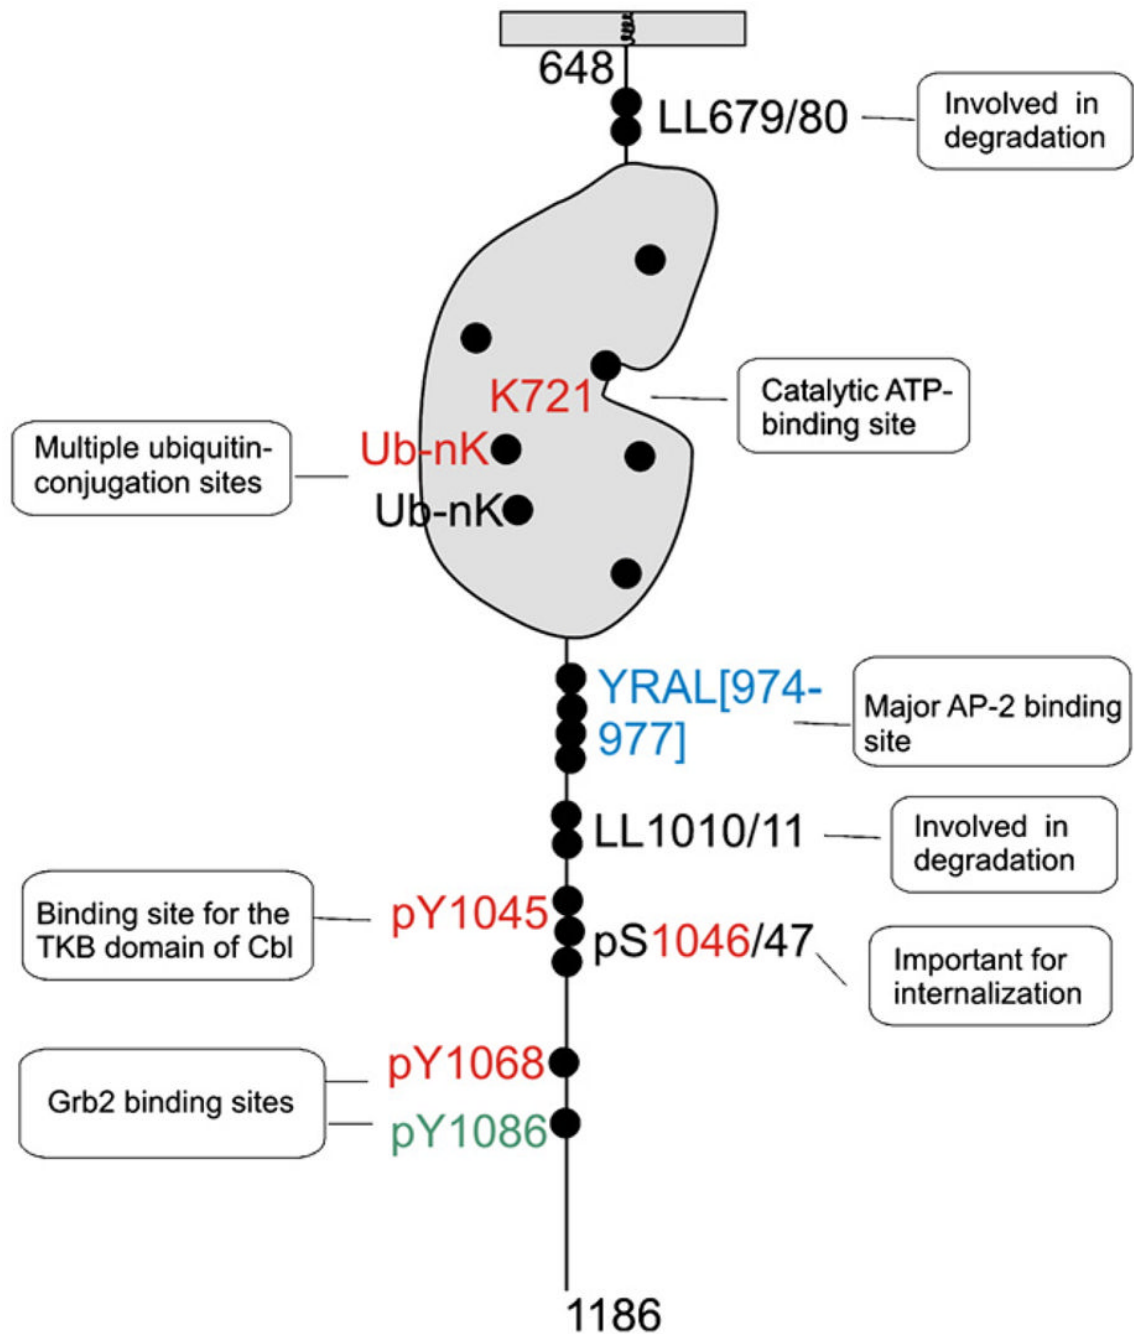 648
LL679/80
Involved in
degradation
K721
Catalytic ATP-
binding site
Multiple ubiquitin-
conjugation sites
Ub-nK
Ub-nK
YRAL[974-
977]
Major AP-2 binding
site
LL1010/11
Involved in
degradation
Binding site for the
TKB domain of Cbl
pY1045
pS1046/47
Important for
internalization
Grb2 binding sites
pY1068
pY1086
1186